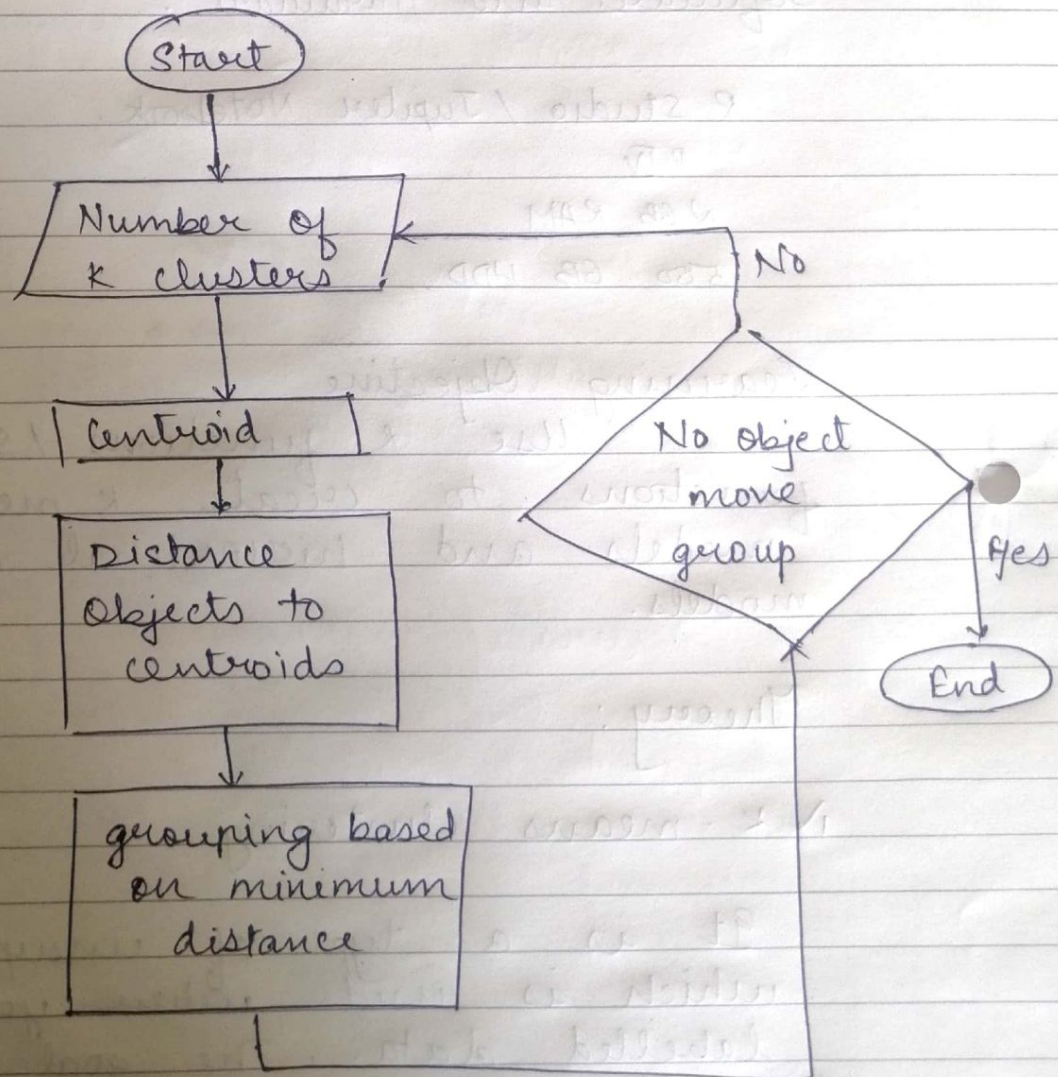 Start
Number of
K clusters
Centroid
Distance
Objects to
centroids
grouping based
on minimum
distance
No object
move
group
No
Yes
End